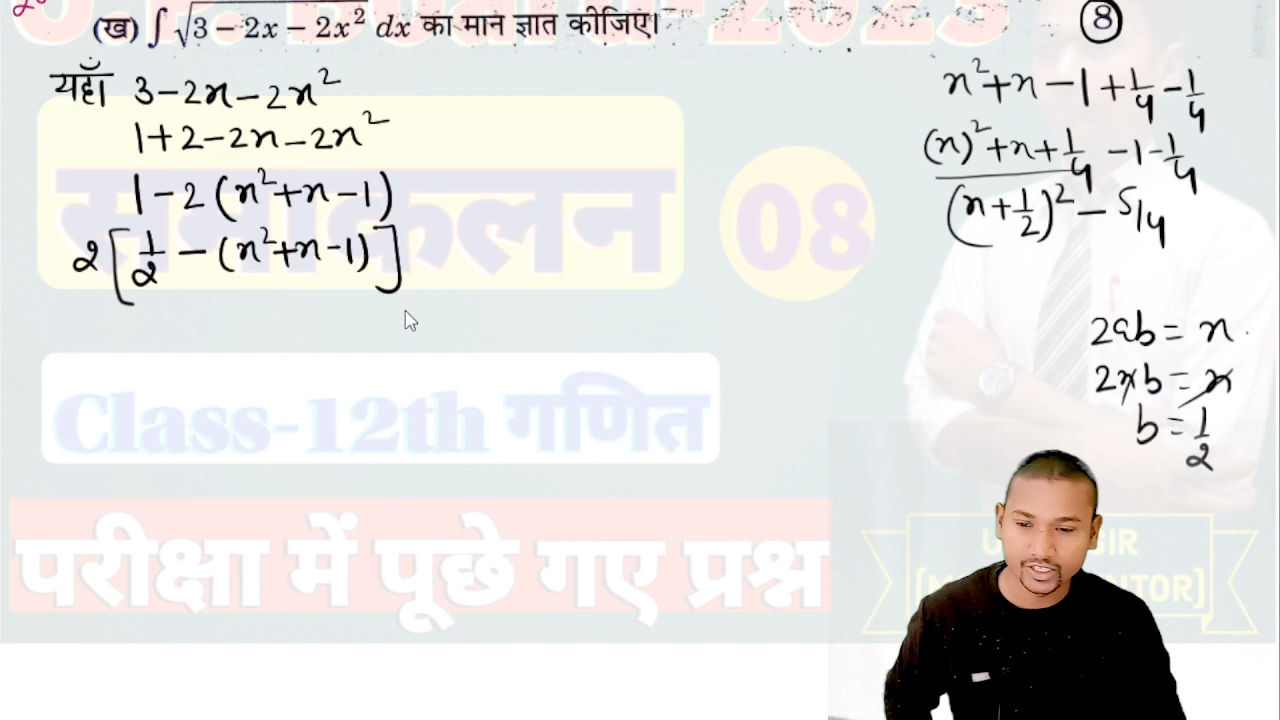 (ख) ∫ √3 − 2x − 2x² dx का मान ज्ञात कीजिए।
8
यहाँ 3-2x-2x²
1+2-2x-2x²
1-2(x²+x-1)
2[1/2 - (x²+x-1)]
x²+x-1+1/4-1/4
(x)²+x+1/4 -1-1/4
(x+1/2)² - 5/4
2ab = x
2xb = x
b = 1/2
समाकलन 08
Class-12th गणित
परीक्षा में पूछे गए प्रश्न
SIR